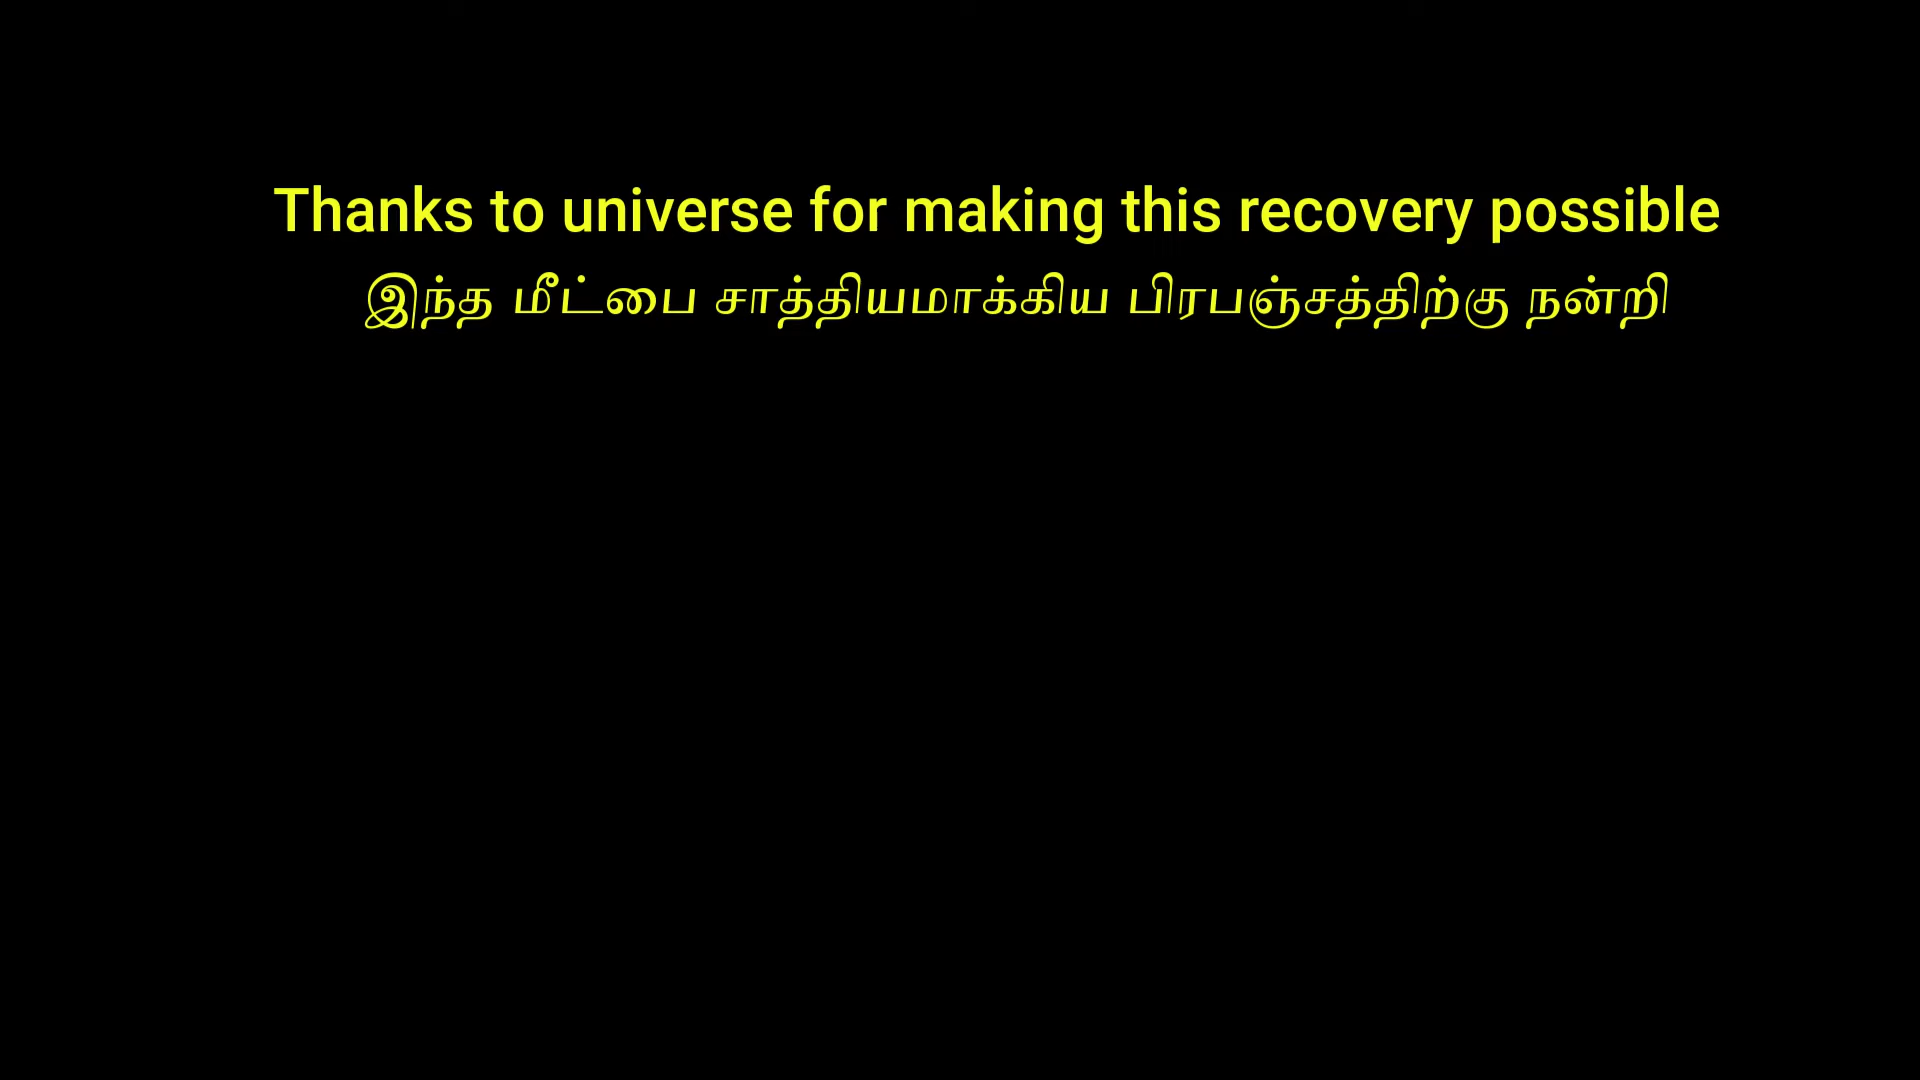 Thanks to universe for making this recovery possible
இந்த மீட்பை சாத்தியமாக்கிய பிரபஞ்சத்திற்கு நன்றி